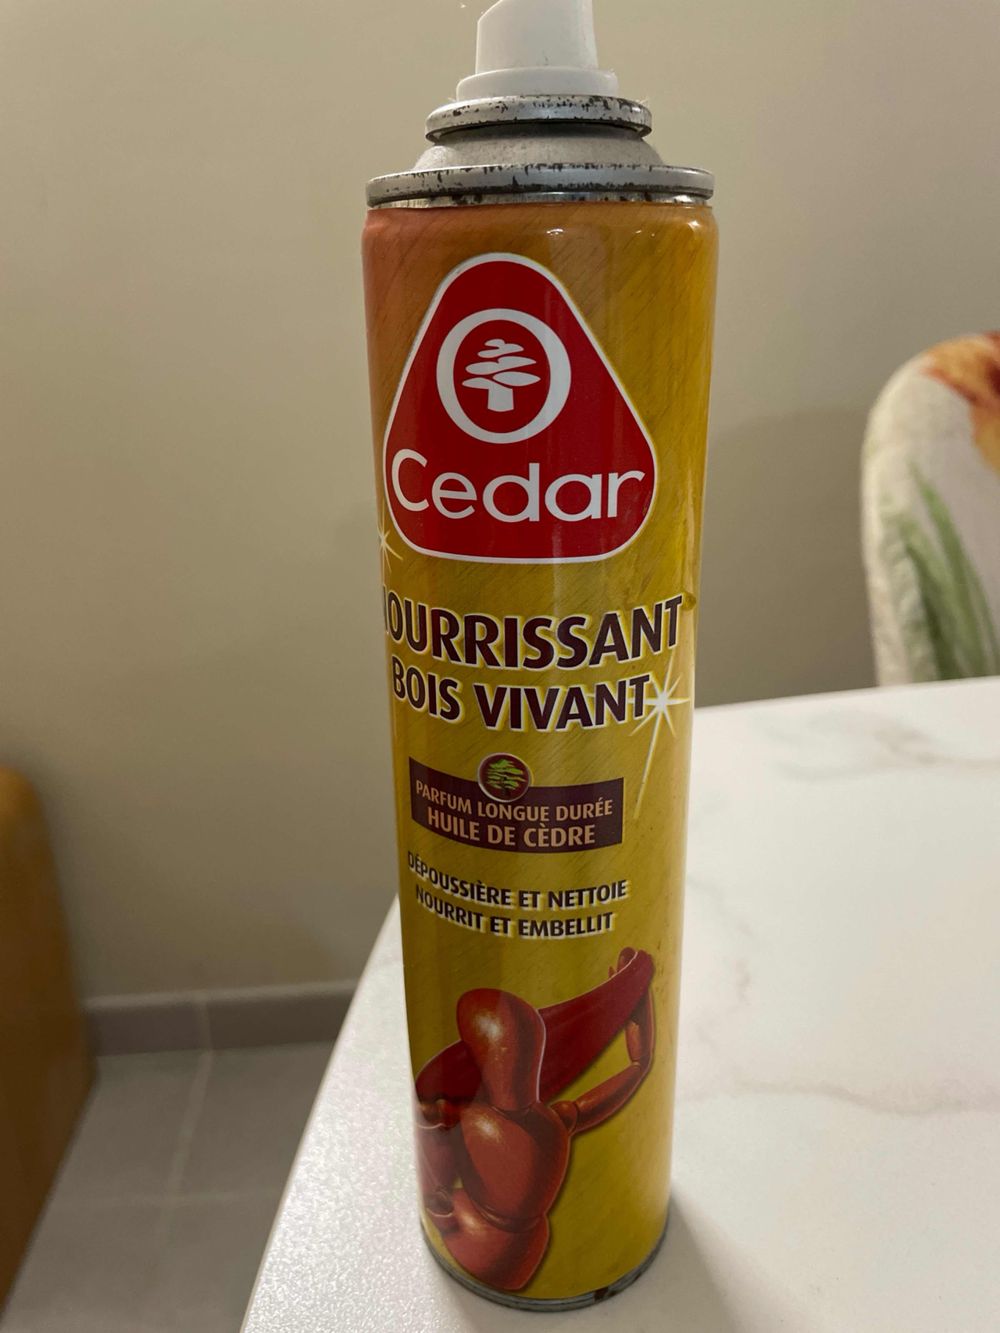 Cedar
NOURRISSANT
BOIS VIVANT
PARFUM LONGUE DURÉE
HUILE DE CÈDRE
DÉPOUSSIÈRE ET NETTOIE
NOURRIT ET EMBELLIT